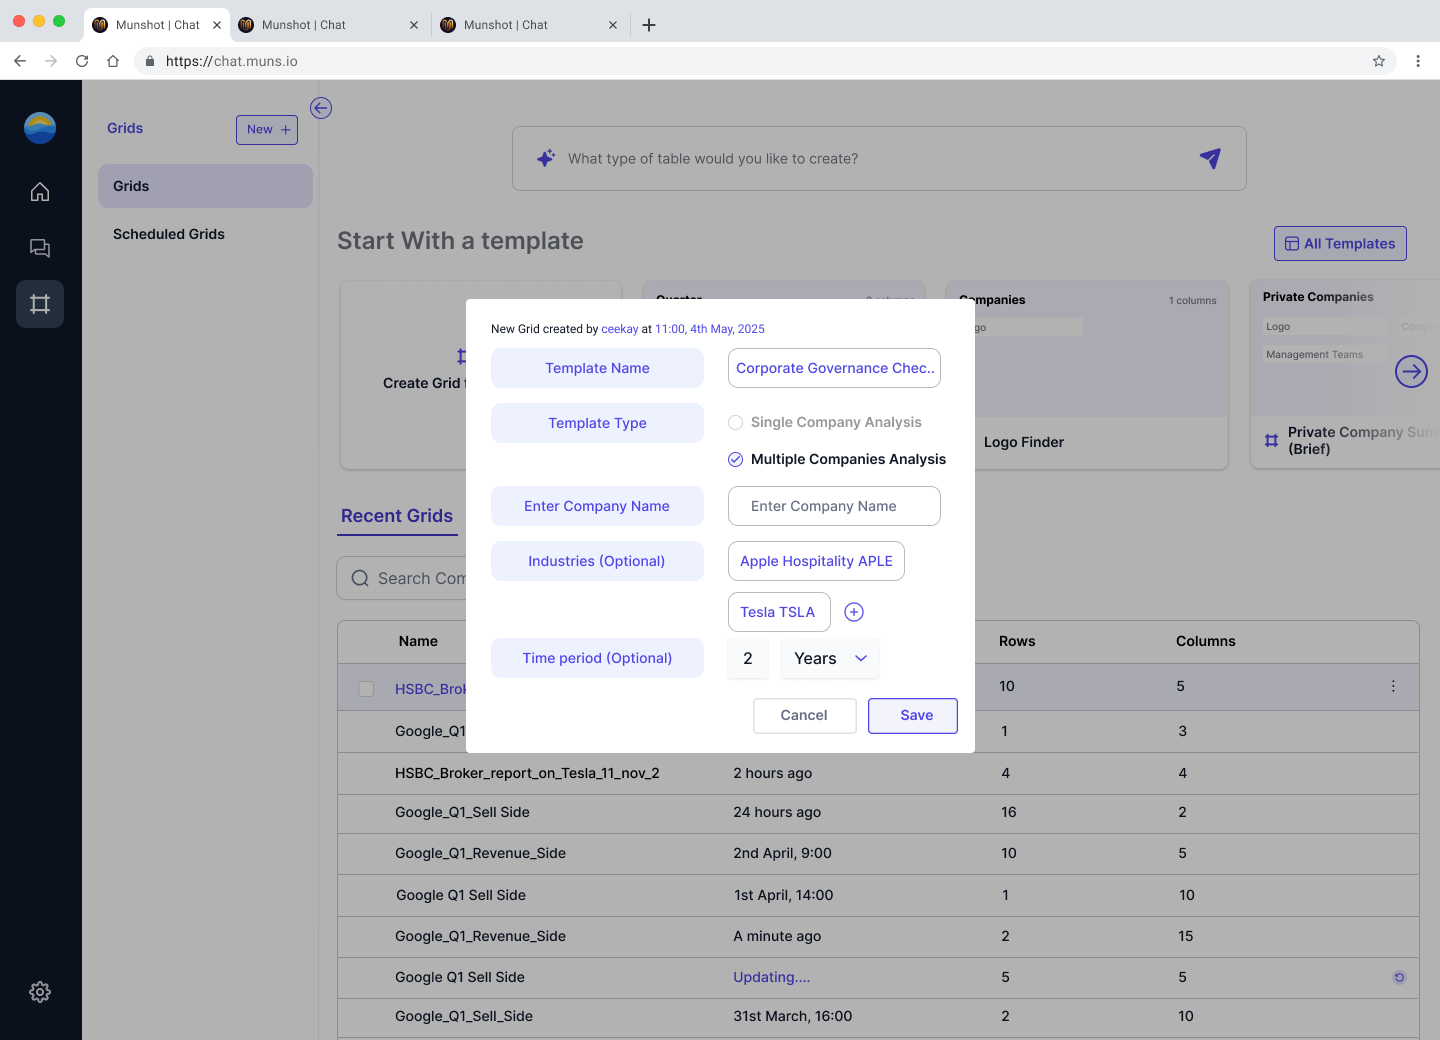 Munshot | Chat
Munshot | Chat
Munshot | Chat
https://chat.muns.io
Grids
New
Grids
Scheduled Grids
What type of table would you like to create?
Start With a template
All Templates
Companies
1 columns
Private Companies
Logo
Management Teams
Create Grid
Logo Finder
Private Company Sum
(Brief)
New Grid created by ceekay at 11:00, 4th May, 2025
Template Name
Corporate Governance Chec..
Template Type
Single Company Analysis
Multiple Companies Analysis
Enter Company Name
Enter Company Name
Industries (Optional)
Apple Hospitality APLE
Tesla TSLA
Time period (Optional)
2
Years
Cancel
Save
Recent Grids
Search Com
Name
Rows
Columns
HSBC_Brok
10
5
Google_Q1
1
3
HSBC_Broker_report_on_Tesla_11_nov_2
2 hours ago
4
4
Google_Q1_Sell Side
24 hours ago
16
2
Google_Q1_Revenue_Side
2nd April, 9:00
10
5
Google Q1 Sell Side
1st April, 14:00
1
10
Google_Q1_Revenue_Side
A minute ago
2
15
Google Q1 Sell Side
Updating....
5
5
Google_Q1_Sell_Side
31st March, 16:00
2
10